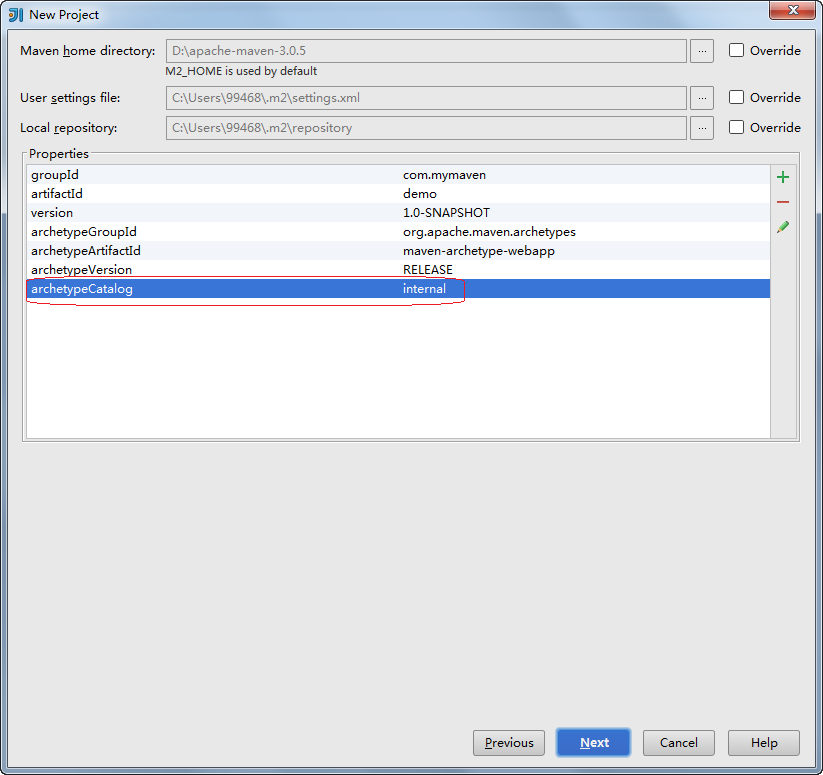 New Project
Maven home directory: D:\apache-maven-3.0.5 ... Override
M2_HOME is used by default
User settings file: C:\Users\99468\.m2\settings.xml ... Override
Local repository: C:\Users\99468\.m2\repository ... Override
Properties
groupId com.mymaven
artifactId demo
version 1.0-SNAPSHOT
archetypeGroupId org.apache.maven.archetypes
archetypeArtifactId maven-archetype-webapp
archetypeVersion RELEASE
archetypeCatalog internal
Previous Next Cancel Help